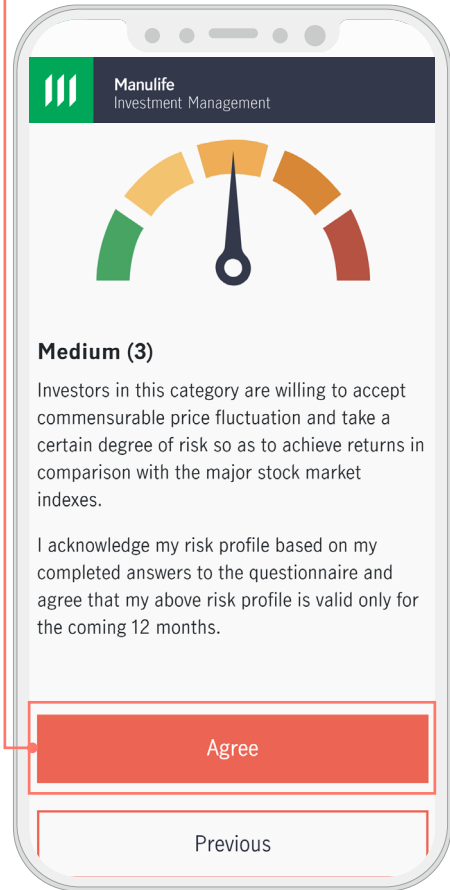 Manulife
Investment Management
Medium (3)
Investors in this category are willing to accept
commensurable price fluctuation and take a
certain degree of risk so as to achieve returns in
comparison with the major stock market
indexes.
I acknowledge my risk profile based on my
completed answers to the questionnaire and
agree that my above risk profile is valid only for
the coming 12 months.
Agree
Previous